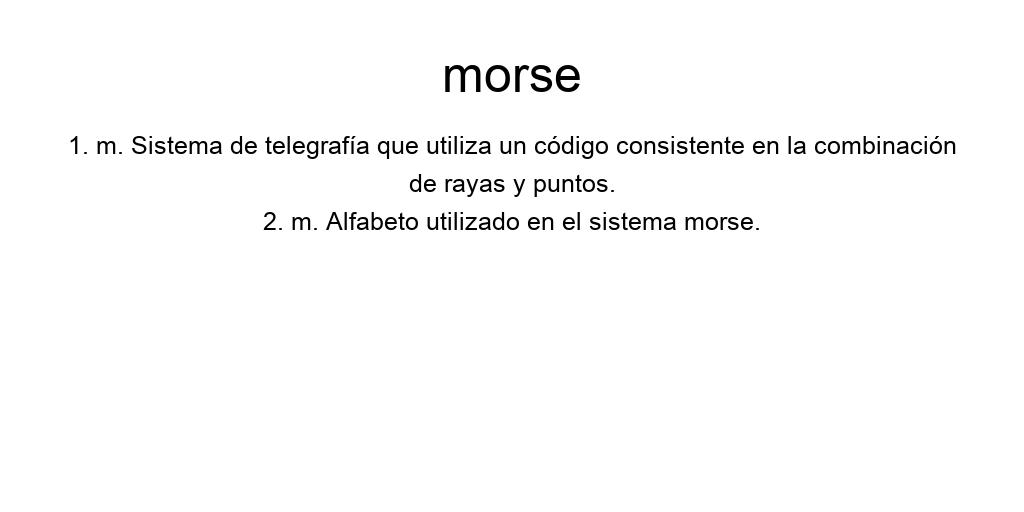 morse
1. m. Sistema de telegrafía que utiliza un código consistente en la combinación
de rayas y puntos.
2. m. Alfabeto utilizado en el sistema morse.